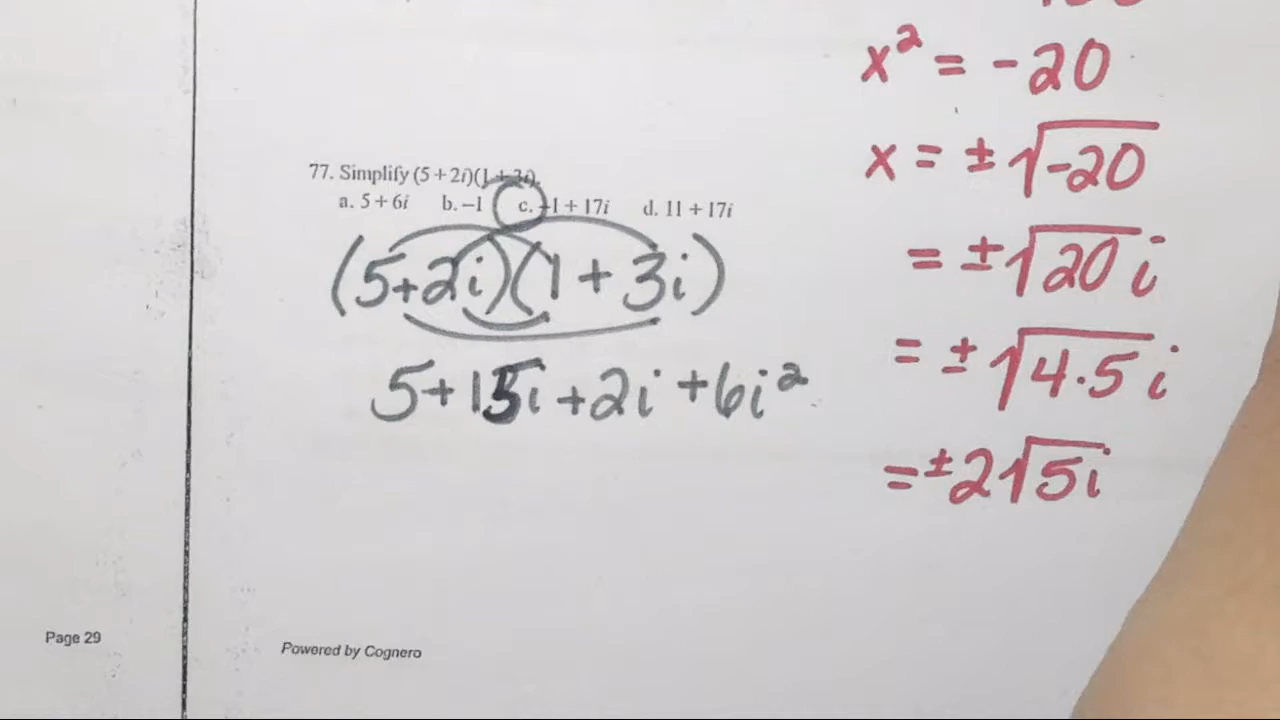 77. Simplify (5 + 2i)(1 + 3i).
a. 5 + 6i b. –1 c. –1 + 17i d. 11 + 17i
(5+2i)(1 + 3i)
5+15i+2i+6i²
x² = -20
x = ±√-20
= ±√20 i
= ±√4·5 i
= ±2√5i
Page 29
Powered by Cognero